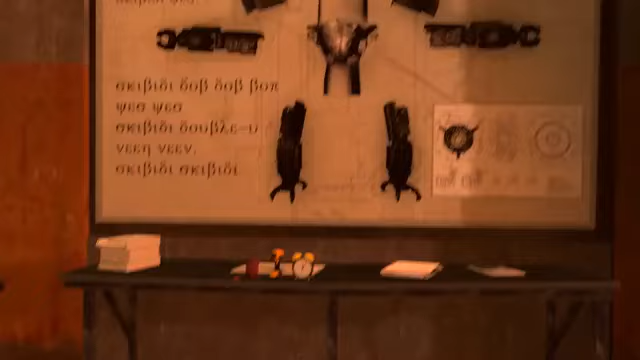 σκιβιδι δοβ δοβ βοπ
ψεσ ψεσ
σκιβιδι δουβλε-υ
νεεη νεεν.
σκιβιδι σκιβιδι